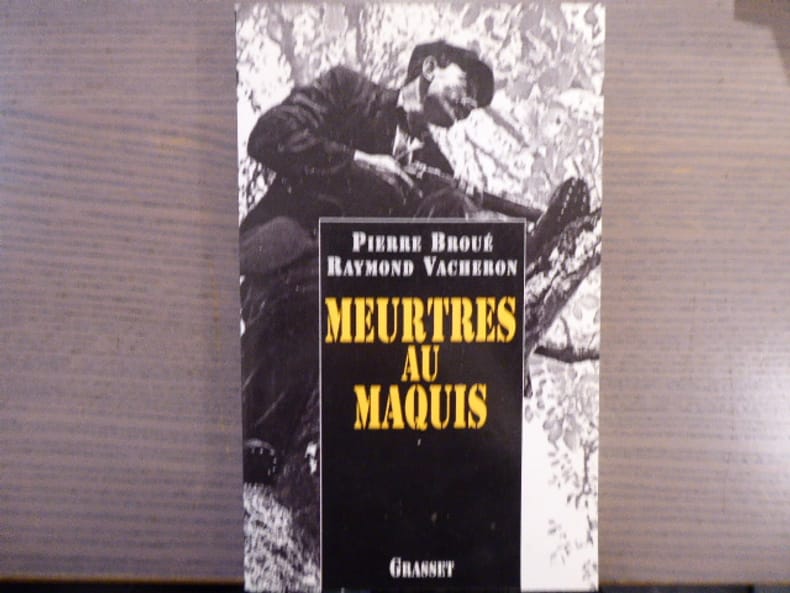 PIERRE BROUÉ
RAYMOND VACHERON
MEURTRES
AU
MAQUIS
GRASSET